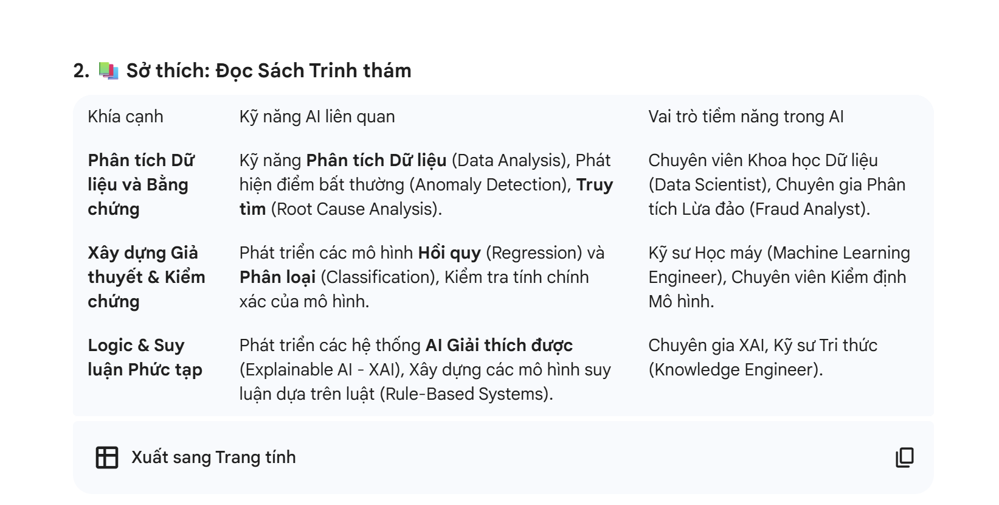 2. 📚 Sở thích: Đọc Sách Trinh thám
Khía cạnh
Kỹ năng AI liên quan
Vai trò tiềm năng trong AI
Phân tích Dữ
liệu và Bằng
chứng
Kỹ năng Phân tích Dữ liệu (Data Analysis), Phát
hiện điểm bất thường (Anomaly Detection), Truy
tìm (Root Cause Analysis).
Chuyên viên Khoa học Dữ liệu
(Data Scientist), Chuyên gia Phân
tích Lừa đảo (Fraud Analyst).
Xây dựng Giả
thuyết & Kiểm
chứng
Phát triển các mô hình Hồi quy (Regression) và
Phân loại (Classification), Kiểm tra tính chính
xác của mô hình.
Kỹ sư Học máy (Machine Learning
Engineer), Chuyên viên Kiểm định
Mô hình.
Logic & Suy
luận Phức tạp
Phát triển các hệ thống AI Giải thích được
(Explainable AI - XAI), Xây dựng các mô hình suy
luận dựa trên luật (Rule-Based Systems).
Chuyên gia XAI, Kỹ sư Tri thức
(Knowledge Engineer).
Xuất sang Trang tính